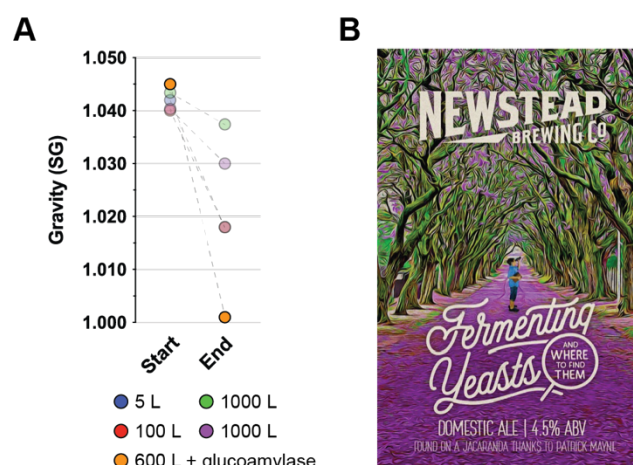 A
B
Gravity (SG)
1.050
1.040
1.030
1.020
1.010
1.000
Start
End
5 L
1000 L
100 L
1000 L
600 L + glucoamylase
NEWSTEAD
BREWING CO
Fermenting
Yeasts
AND
WHERE
TO FIND
THEM
DOMESTIC ALE | 4.5% ABV
FOUND ON A JACARANDA THANKS TO PATRICK MAYNE